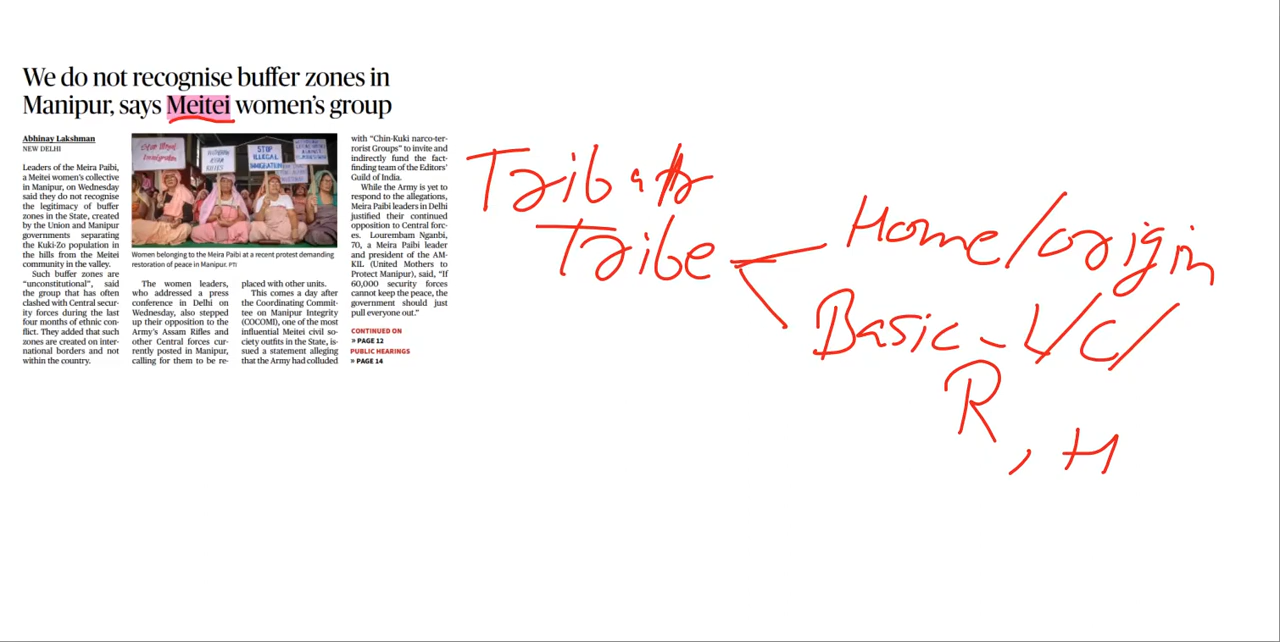 We do not recognise buffer zones in
Manipur, says Meitei women's group
Abhinay Lakshman
NEW DELHI
Leaders of the Meira Paibi,
a Meitei women's collective
in Manipur, on Wednesday
said they do not recognise
the legitimacy of buffer
zones in the State, created
by the Union and Manipur
governments separating
the Kuki-Zo population in
the hills from the Meitei
community in the valley.
Such buffer zones are
"unconstitutional", said
the group that has often
clashed with Central secur-
ity forces during the last
four months of ethnic con-
flict. They added that such
zones are created on inter-
national borders and not
within the country.
STOP
ILLEGAL
IMMIGRATION
Women belonging to the Meira Paibi at a recent protest demanding
restoration of peace in Manipur. PTI
The women leaders,
who addressed a press
conference in Delhi on
Wednesday, also stepped
up their opposition to the
Army's Assam Rifles and
other Central forces cur-
rently posted in Manipur,
calling for them to be re-
placed with other units.
This comes a day after
the Coordinating Commit-
tee on Manipur Integrity
(COCOMI), one of the most
influential Meitei civil so-
ciety outfits in the State, is-
sued a statement alleging
that the Army had colluded
with "Chin-Kuki narco-ter-
rorist Groups" to invite and
indirectly fund the fact-
finding team of the Editors'
Guild of India.
While the Army is yet to
respond to the allegations,
Meira Paibi leaders in Delhi
justified their continued
opposition to Central forc-
es. Lourembam Nganbi,
70, a Meira Paibi leader
and president of the AM-
KIL (United Mothers to
Protect Manipur), said, "If
60,000 security forces
cannot keep the peace, the
government should just
pull everyone out."
CONTINUED ON
» PAGE 12
PUBLIC HEARINGS
» PAGE 14
Tribe
Home/origin
Basic - L/C/
R
, H